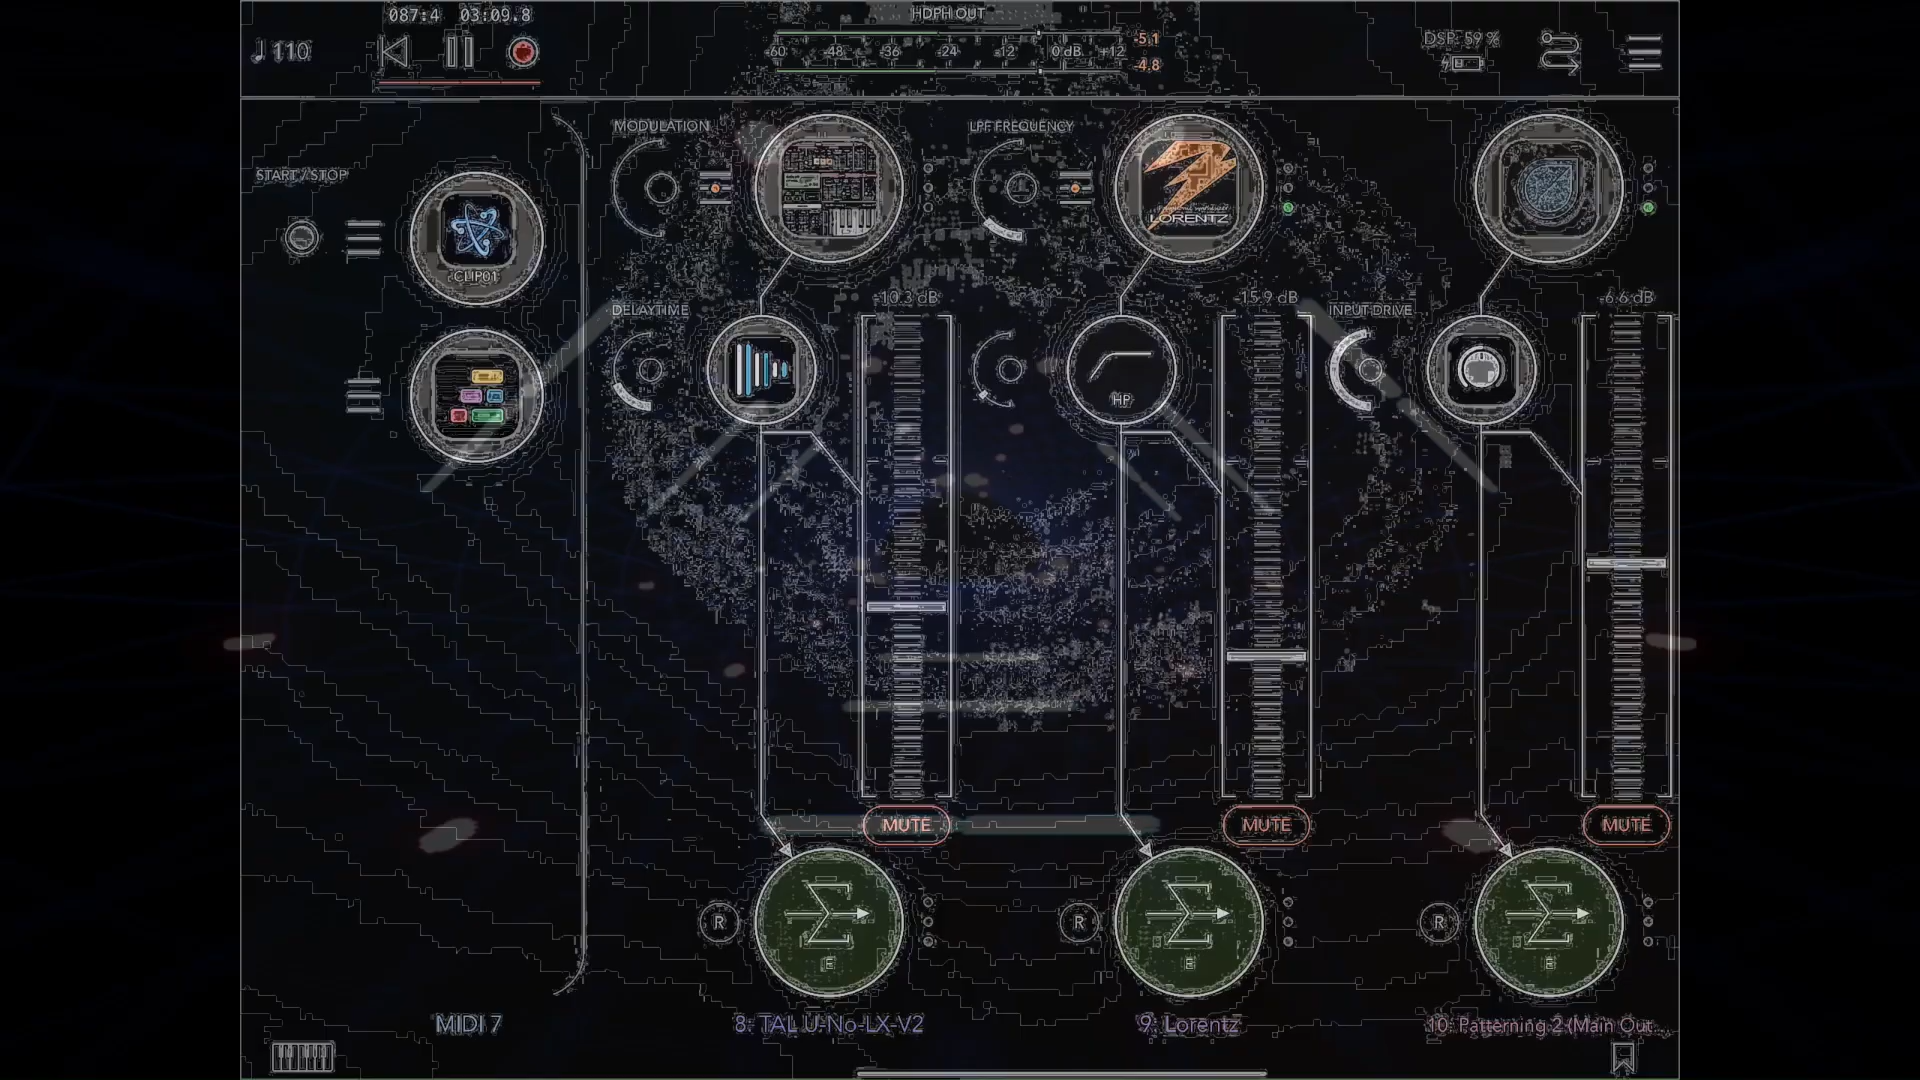 087:4 03:09.8
HDPH OUT
110
-60 -48 -36 -24 -12 0 dB +12
-5.1
-4.8
DSP: 59 %
MODULATION
LPF FREQUENCY
START / STOP
LORENTZ
CLIP01
-10.3 dB
-15.9 dB
-6.6 dB
DELAYTIME
INPUT DRIVE
HP
MUTE
MUTE
MUTE
R
R
R
MIDI 7
8: TAL U-No-LX-V2
9: Lorentz
10: Patterning 2 (Main Out...